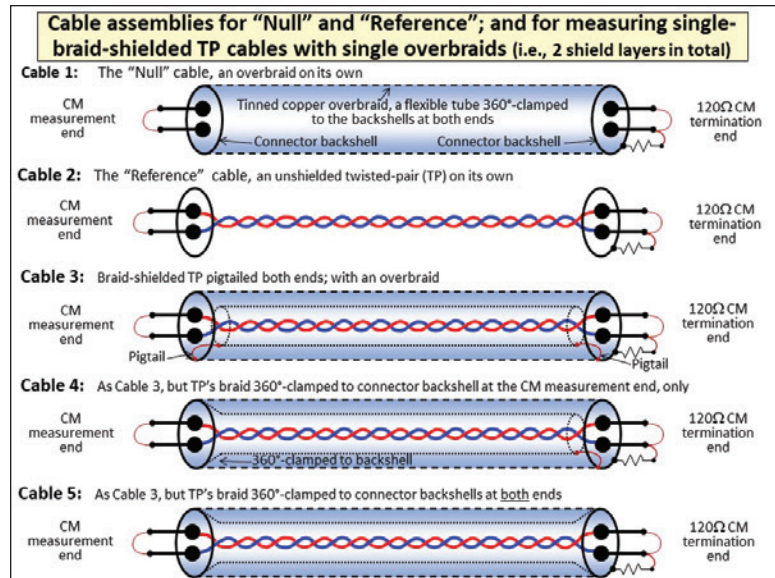 Cable assemblies for “Null” and “Reference”; and for measuring single-
braid-shielded TP cables with single overbraids (i.e., 2 shield layers in total)
Cable 1: The “Null” cable, an overbraid on its own
CM
measurement
end
Tinned copper overbraid, a flexible tube 360°-clamped
to the backshells at both ends
Connector backshell
Connector backshell
120Ω CM
termination
end
Cable 2: The “Reference” cable, an unshielded twisted-pair (TP) on its own
CM
measurement
end
120Ω CM
termination
end
Cable 3: Braid-shielded TP pigtailed both ends; with an overbraid
CM
measurement
end
Pigtail
120Ω CM
termination
end
Pigtail
Cable 4: As Cable 3, but TP’s braid 360°-clamped to connector backshell at the CM measurement end, only
CM
measurement
end
360°-clamped to backshell
120Ω CM
termination
end
Cable 5: As Cable 3, but TP’s braid 360°-clamped to connector backshells at both ends
CM
measurement
end
120Ω CM
termination
end